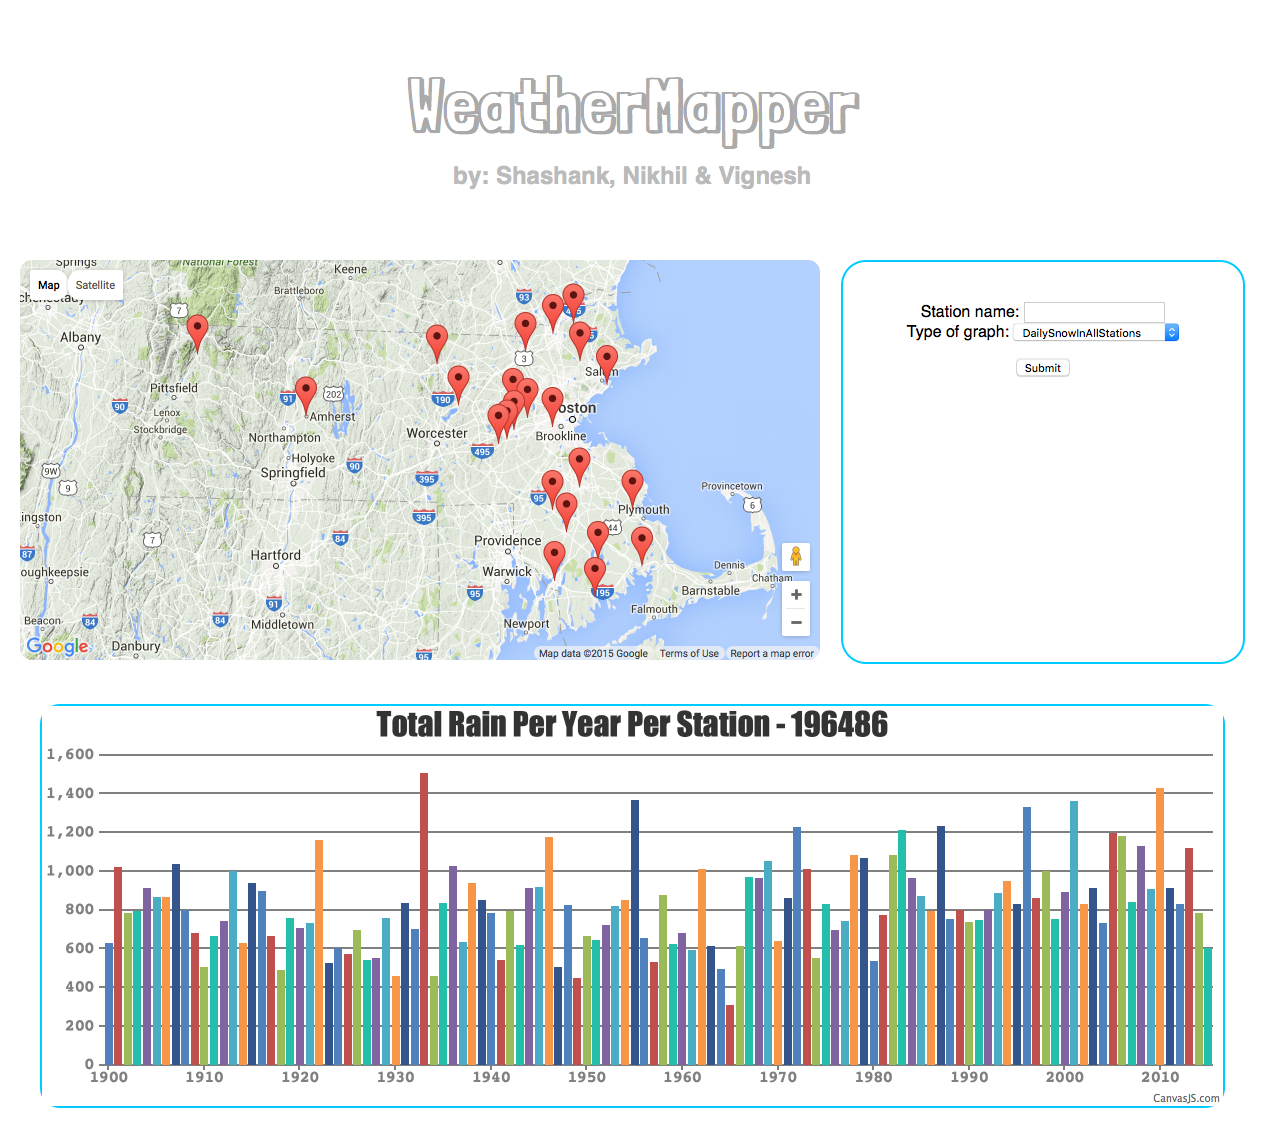 WeatherMapper
by: Shashank, Nikhil & Vignesh
Map
Satellite
Springs
National Forest
Keene
Brattleboro
93
7
Albany
3
Salem
Pittsfield
Lenox
Stockbridge
90
91
202
Amherst
190
Northampton
Worcester
Boston
Brookline
Holyoke
Springfield
90
495
395
9W
9
95
Provincetown
6
Plymouth
44
395
ington
7
84
Hartford
Providence
87
oughkeepsie
Warwick
Dennis
Chatham
Barnstable
95
195
91
Falmouth
Beacon
84
84
Middletown
Newport
Danbury
95
Google
+
−
Map data ©2015 Google
Terms of Use
Report a map error
Station name:
Type of graph: DailySnowInAllStations
Submit
Total Rain Per Year Per Station - 196486
1,600
1,400
1,200
1,000
800
600
400
200
0
1900 1910 1920 1930 1940 1950 1960 1970 1980 1990 2000 2010
CanvasJS.com